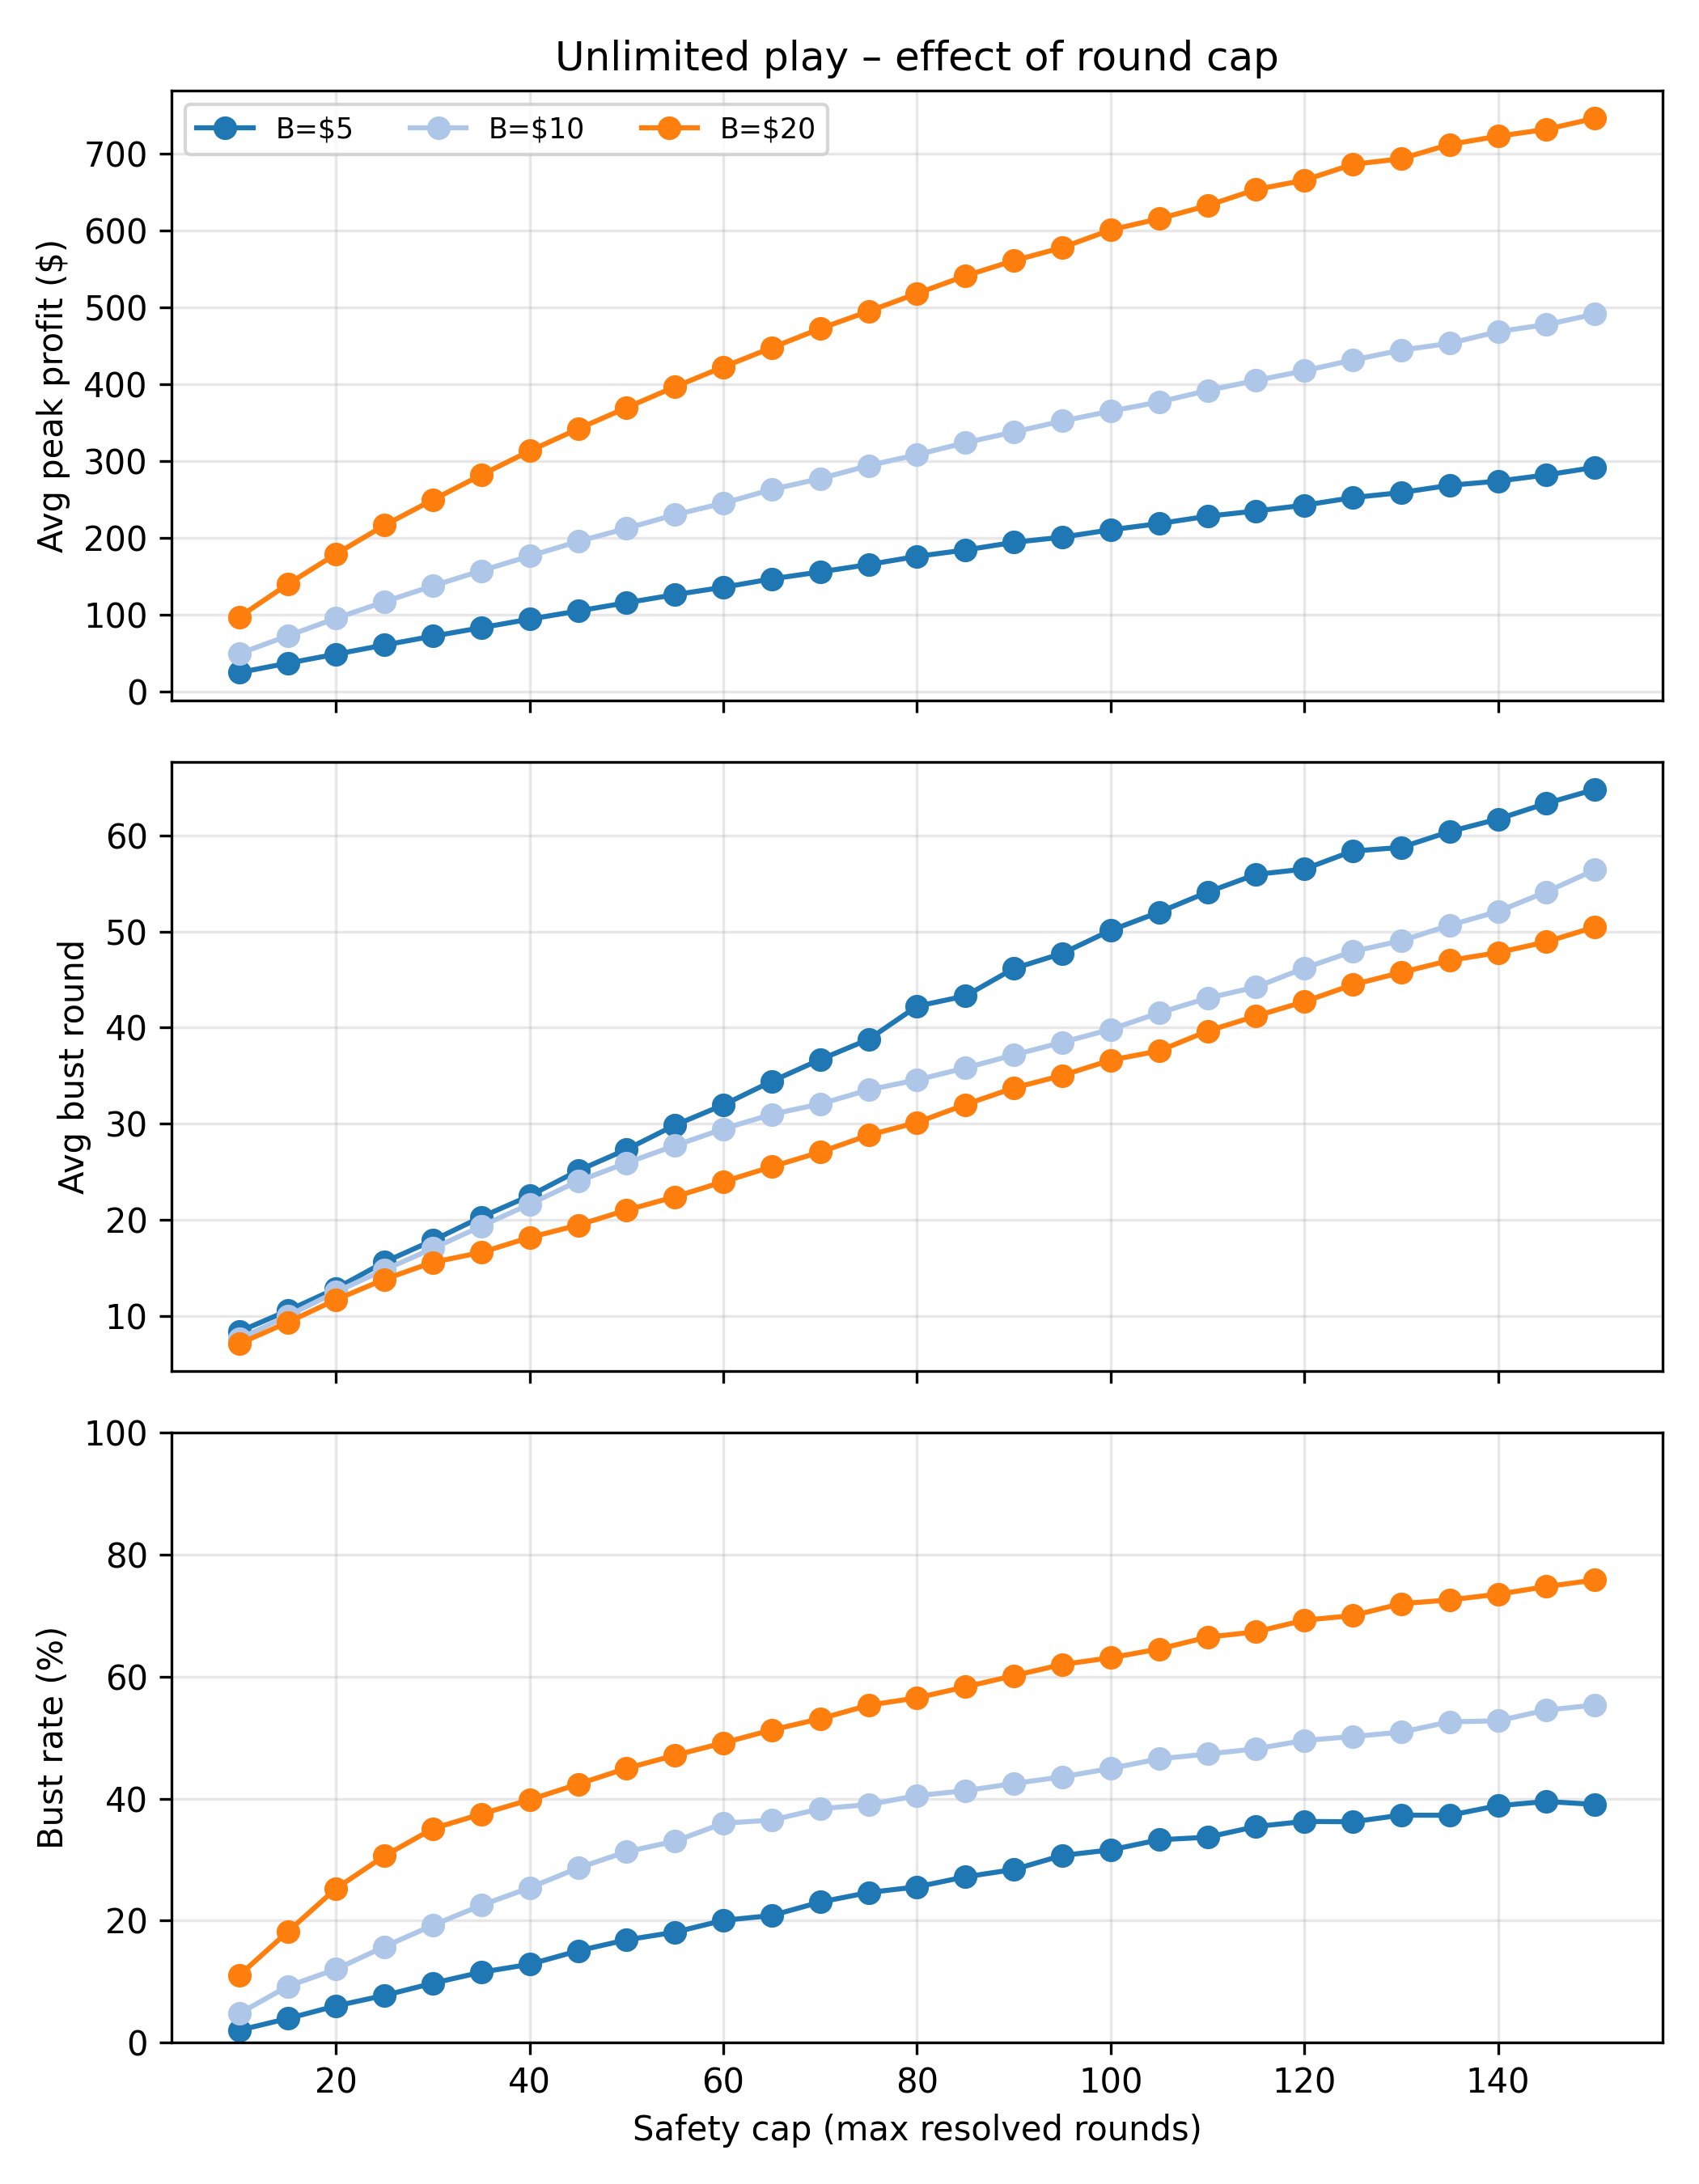 Unlimited play – effect of round cap
B=$5 B=$10 B=$20
Avg peak profit ($)
700
600
500
400
300
200
100
0
Avg bust round
60
50
40
30
20
10
Bust rate (%)
100
80
60
40
20
0
20 40 60 80 100 120 140
Safety cap (max resolved rounds)